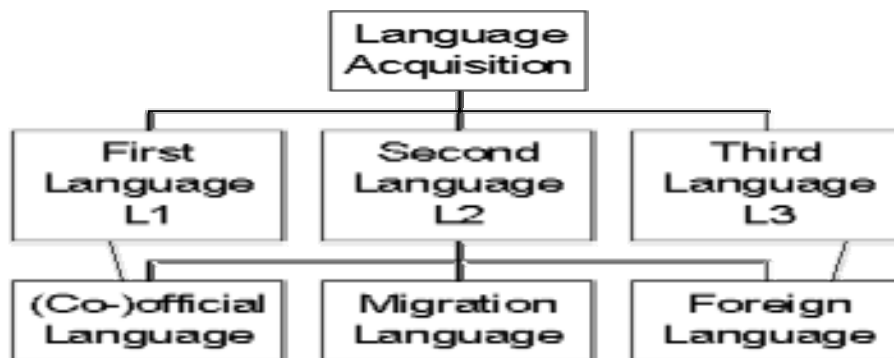 Language
Acquisition
First
Language
L1
Second
Language
L2
Third
Language
L3
(Co-)official
Language
Migration
Language
Foreign
Language